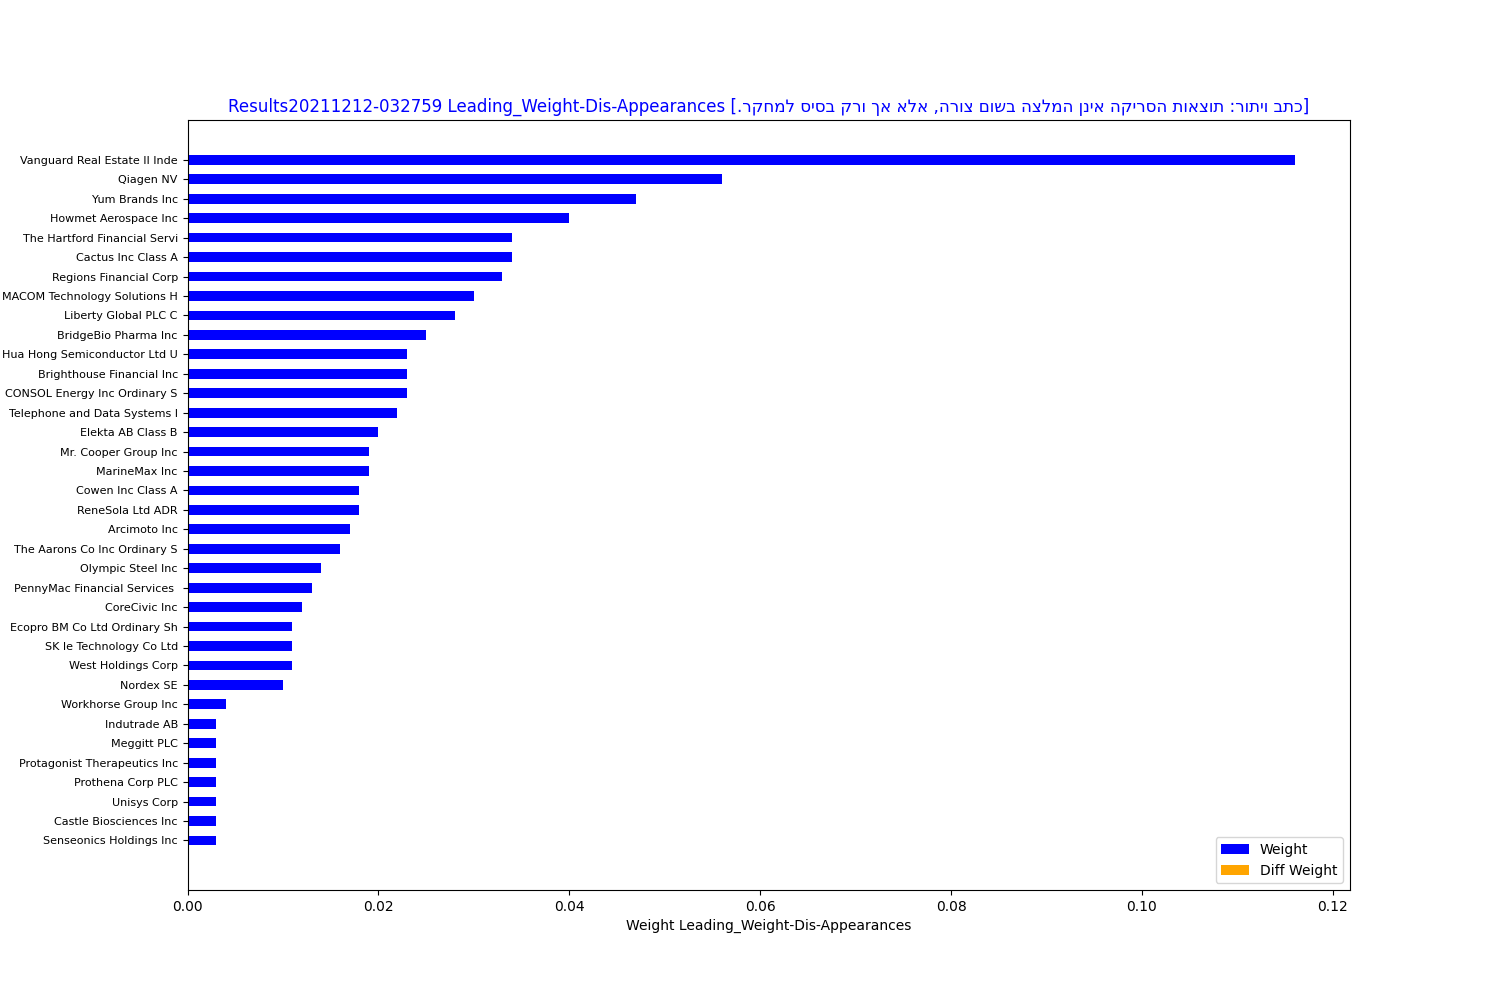 Results20211212-032759 Leading_Weight-Dis-Appearances [כתב ויתור: תוצאות הסריקה אינן המלצה בשום צורה, אלא אך ורק בסיס למחקר.]
Vanguard Real Estate II Inde
Qiagen NV
Yum Brands Inc
Howmet Aerospace Inc
The Hartford Financial Servi
Cactus Inc Class A
Regions Financial Corp
MACOM Technology Solutions H
Liberty Global PLC C
BridgeBio Pharma Inc
Hua Hong Semiconductor Ltd U
Brighthouse Financial Inc
CONSOL Energy Inc Ordinary S
Telephone and Data Systems I
Elekta AB Class B
Mr. Cooper Group Inc
MarineMax Inc
Cowen Inc Class A
ReneSola Ltd ADR
Arcimoto Inc
The Aarons Co Inc Ordinary S
Olympic Steel Inc
PennyMac Financial Services
CoreCivic Inc
Ecopro BM Co Ltd Ordinary Sh
SK Ie Technology Co Ltd
West Holdings Corp
Nordex SE
Workhorse Group Inc
Indutrade AB
Meggitt PLC
Protagonist Therapeutics Inc
Prothena Corp PLC
Unisys Corp
Castle Biosciences Inc
Senseonics Holdings Inc
Weight
Diff Weight
0.00 0.02 0.04 0.06 0.08 0.10 0.12
Weight Leading_Weight-Dis-Appearances